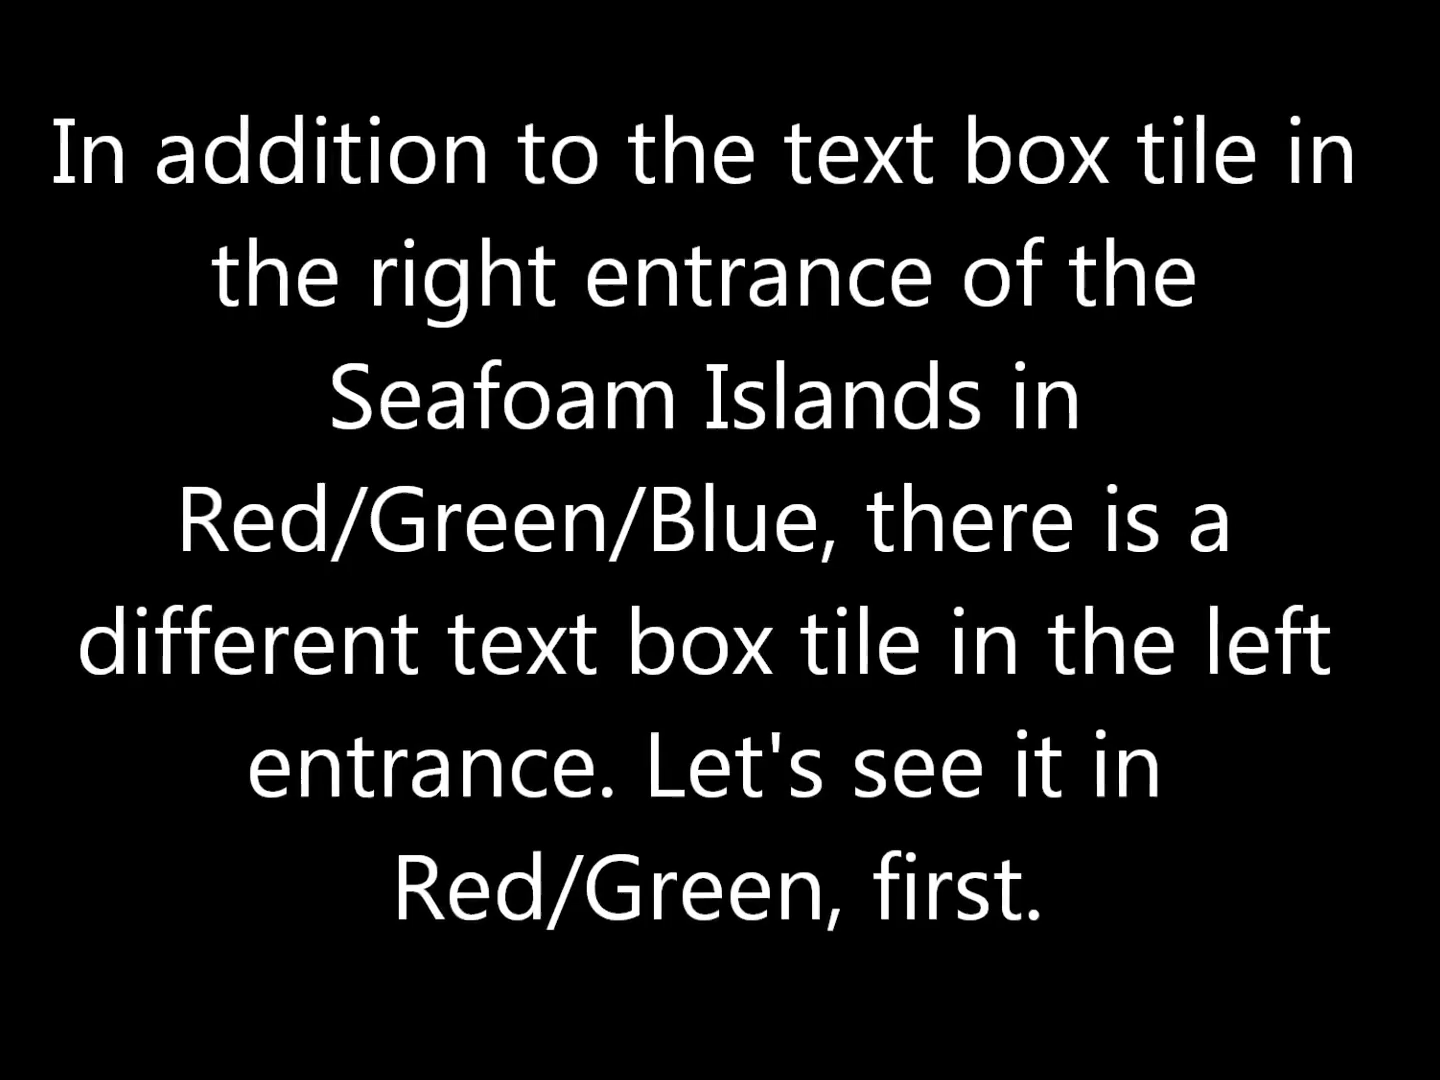 In addition to the text box tile in
the right entrance of the
Seafoam Islands in
Red/Green/Blue, there is a
different text box tile in the left
entrance. Let's see it in
Red/Green, first.